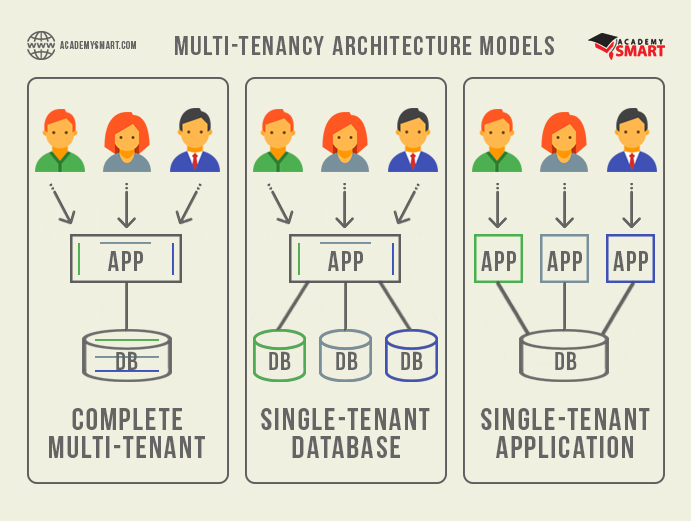 WWW ACADEMYSMART.COM
MULTI-TENANCY ARCHITECTURE MODELS
ACADEMY
SMART
APP
DB
COMPLETE
MULTI-TENANT
APP
DB DB DB
SINGLE-TENANT
DATABASE
APP APP APP
DB
SINGLE-TENANT
APPLICATION